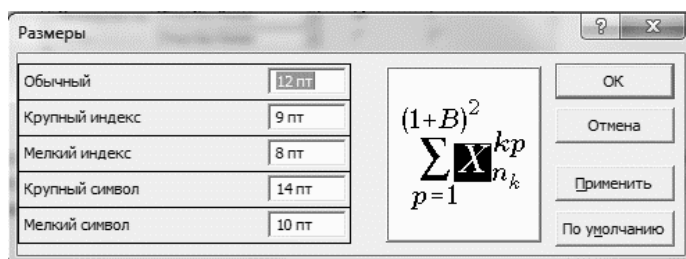 Размеры
Обычный 12 пт
Крупный индекс 9 пт
Мелкий индекс 8 пт
Крупный символ 14 пт
Мелкий символ 10 пт
(1+B)²
∑ X kp nₖ
p=1
ОК
Отмена
Применить
По умолчанию